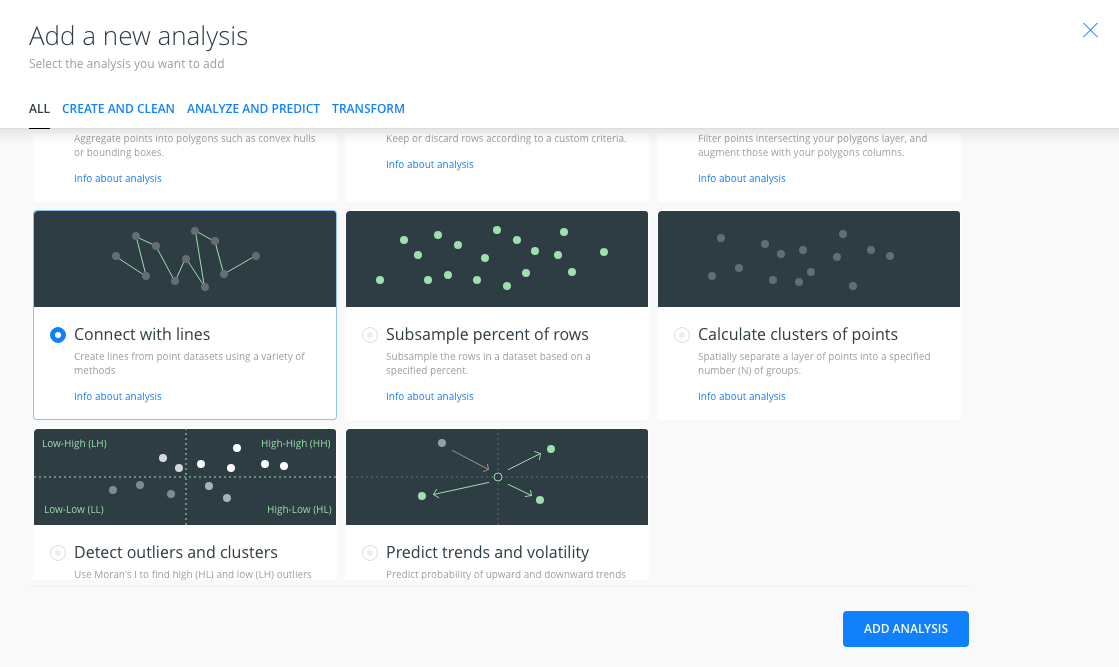 Add a new analysis
Select the analysis you want to add
ALL CREATE AND CLEAN ANALYZE AND PREDICT TRANSFORM
Aggregate points into polygons such as convex hulls
or bounding boxes.
Info about analysis
Keep or discard rows according to a custom criteria.
Info about analysis
Filter points intersecting your polygons layer, and
augment those with your polygons columns.
Info about analysis
Connect with lines
Create lines from point datasets using a variety of
methods
Info about analysis
Subsample percent of rows
Subsample the rows in a dataset based on a
specified percent.
Info about analysis
Calculate clusters of points
Spatially separate a layer of points into a specified
number (N) of groups.
Info about analysis
Low-High (LH) High-High (HH)
Low-Low (LL) High-Low (HL)
Detect outliers and clusters
Use Moran's I to find high (HL) and low (LH) outliers
Predict trends and volatility
Predict probability of upward and downward trends
ADD ANALYSIS